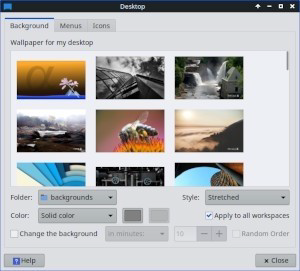 Desktop
Background Menus Icons
Wallpaper for my desktop
Folder: backgrounds Style: Stretched
Color: Solid color Apply to all workspaces
Change the background in minutes: 10 Random Order
Help Close